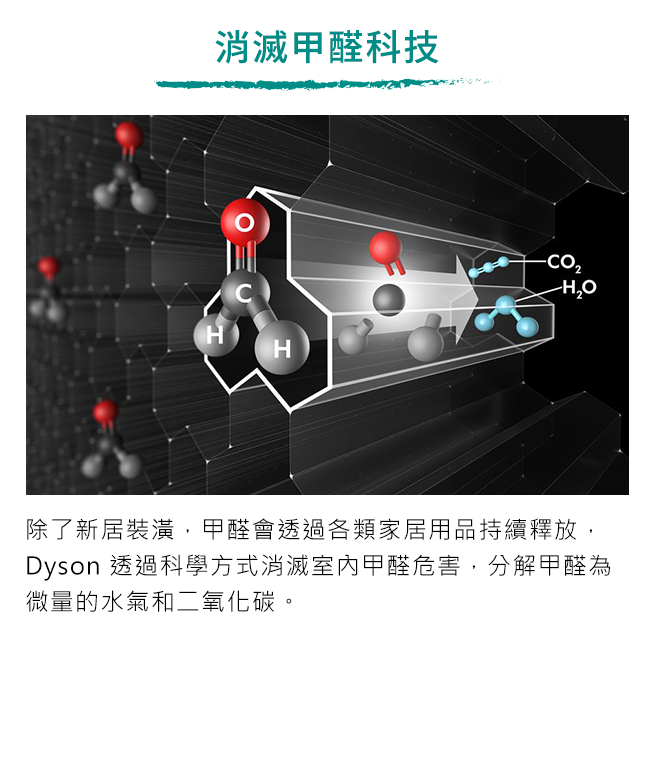 消滅甲醛科技
O
C
H
H
CO₂
H₂O
除了新居裝潢，甲醛會透過各類家居用品持續釋放，
Dyson 透過科學方式消滅室內甲醛危害，分解甲醛為
微量的水氣和二氧化碳。